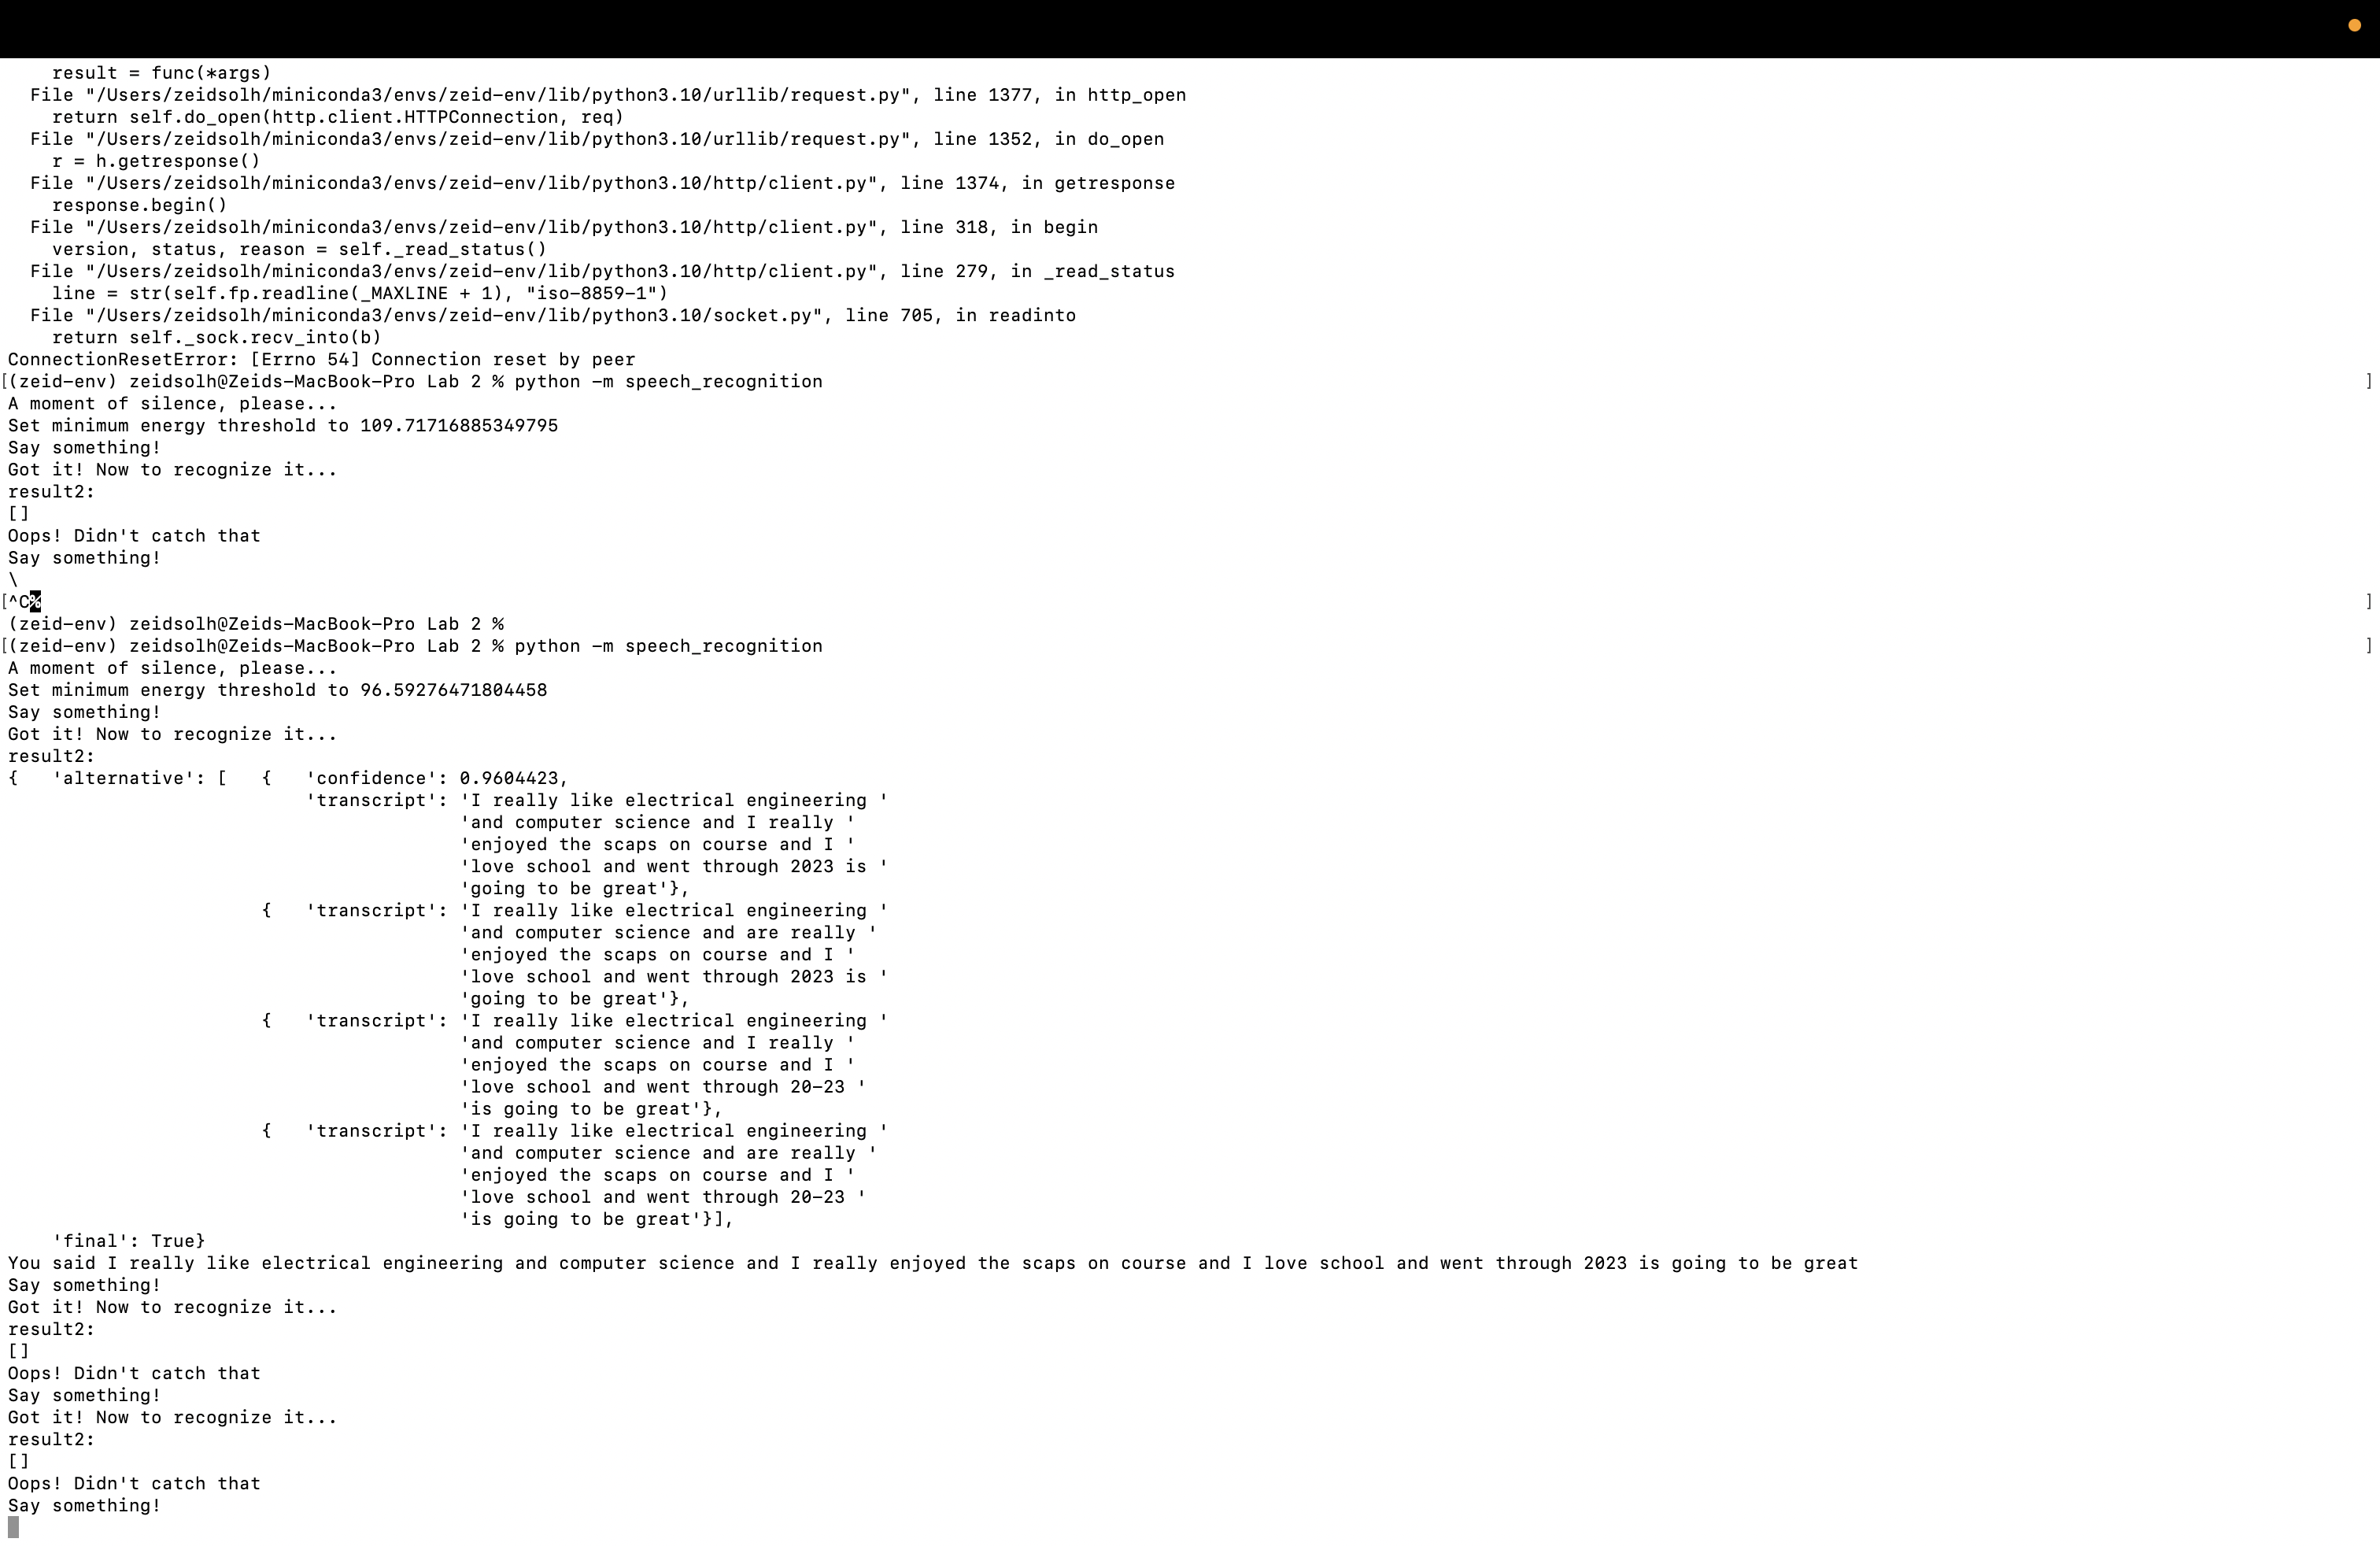 result = func(*args)
File "/Users/zeidsolh/miniconda3/envs/zeid-env/lib/python3.10/urllib/request.py", line 1377, in http_open
return self.do_open(http.client.HTTPConnection, req)
File "/Users/zeidsolh/miniconda3/envs/zeid-env/lib/python3.10/urllib/request.py", line 1352, in do_open
r = h.getresponse()
File "/Users/zeidsolh/miniconda3/envs/zeid-env/lib/python3.10/http/client.py", line 1374, in getresponse
response.begin()
File "/Users/zeidsolh/miniconda3/envs/zeid-env/lib/python3.10/http/client.py", line 318, in begin
version, status, reason = self._read_status()
File "/Users/zeidsolh/miniconda3/envs/zeid-env/lib/python3.10/http/client.py", line 279, in _read_status
line = str(self.fp.readline(_MAXLINE + 1), "iso-8859-1")
File "/Users/zeidsolh/miniconda3/envs/zeid-env/lib/python3.10/socket.py", line 705, in readinto
return self._sock.recv_into(b)
ConnectionResetError: [Errno 54] Connection reset by peer
[(zeid-env) zeidsolh@Zeids-MacBook-Pro Lab 2 % python -m speech_recognition ]
A moment of silence, please...
Set minimum energy threshold to 109.71716885349795
Say something!
Got it! Now to recognize it...
result2:
[]
Oops! Didn't catch that
Say something!
\
[^C% ]
(zeid-env) zeidsolh@Zeids-MacBook-Pro Lab 2 %
[(zeid-env) zeidsolh@Zeids-MacBook-Pro Lab 2 % python -m speech_recognition ]
A moment of silence, please...
Set minimum energy threshold to 96.59276471804458
Say something!
Got it! Now to recognize it...
result2:
{   'alternative': [   {   'confidence': 0.9604423,
'transcript': 'I really like electrical engineering '
'and computer science and I really '
'enjoyed the scaps on course and I '
'love school and went through 2023 is '
'going to be great'},
{   'transcript': 'I really like electrical engineering '
'and computer science and are really '
'enjoyed the scaps on course and I '
'love school and went through 2023 is '
'going to be great'},
{   'transcript': 'I really like electrical engineering '
'and computer science and I really '
'enjoyed the scaps on course and I '
'love school and went through 20-23 '
'is going to be great'},
{   'transcript': 'I really like electrical engineering '
'and computer science and are really '
'enjoyed the scaps on course and I '
'love school and went through 20-23 '
'is going to be great'}],
'final': True}
You said I really like electrical engineering and computer science and I really enjoyed the scaps on course and I love school and went through 2023 is going to be great
Say something!
Got it! Now to recognize it...
result2:
[]
Oops! Didn't catch that
Say something!
Got it! Now to recognize it...
result2:
[]
Oops! Didn't catch that
Say something!